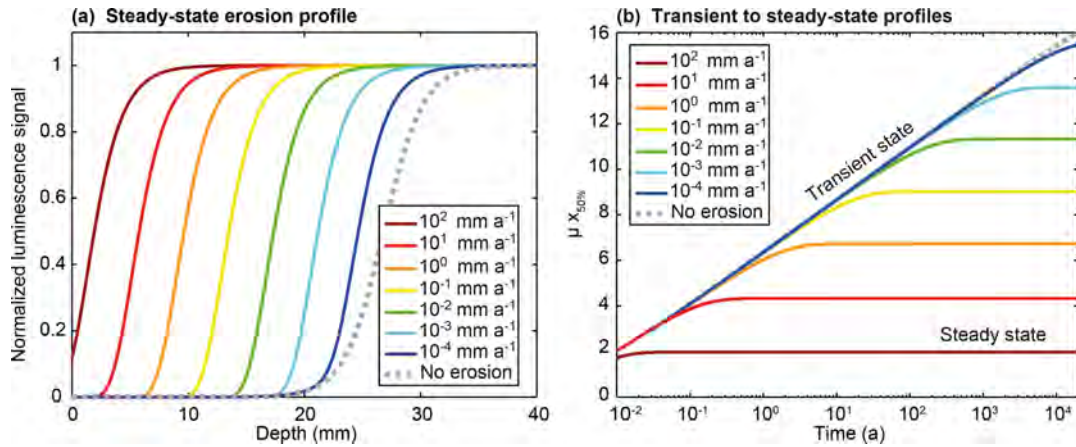 (a) Steady-state erosion profile
Normalized luminescence signal
1
0.8
0.6
0.4
0.2
0
0
10
20
30
40
Depth (mm)
10² mm a⁻¹
10¹ mm a⁻¹
10⁰ mm a⁻¹
10⁻¹ mm a⁻¹
10⁻² mm a⁻¹
10⁻³ mm a⁻¹
10⁻⁴ mm a⁻¹
No erosion
(b) Transient to steady-state profiles
μ x50%
16
14
12
10
8
6
4
2
0
10⁻²
10⁻¹
10⁰
10¹
10²
10³
10⁴
Time (a)
10² mm a⁻¹
10¹ mm a⁻¹
10⁰ mm a⁻¹
10⁻¹ mm a⁻¹
10⁻² mm a⁻¹
10⁻³ mm a⁻¹
10⁻⁴ mm a⁻¹
No erosion
Transient state
Steady state